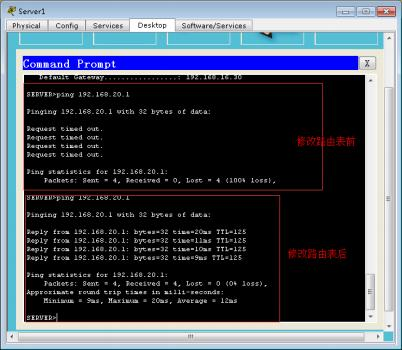 Server1
Physical Config Services Desktop Software/Services
Command Prompt X
Default Gateway.................: 192.168.16.30
SERVER>ping 192.168.20.1
Pinging 192.168.20.1 with 32 bytes of data:
Request timed out.
Request timed out.
Request timed out.
Request timed out.
修改路由表前
Ping statistics for 192.168.20.1:
Packets: Sent = 4, Received = 0, Lost = 4 (100% loss),
SERVER>ping 192.168.20.1
Pinging 192.168.20.1 with 32 bytes of data:
Reply from 192.168.20.1: bytes=32 time=20ms TTL=125
Reply from 192.168.20.1: bytes=32 time=11ms TTL=125
Reply from 192.168.20.1: bytes=32 time=10ms TTL=125
Reply from 192.168.20.1: bytes=32 time=9ms TTL=125
修改路由表后
Ping statistics for 192.168.20.1:
Packets: Sent = 4, Received = 4, Lost = 0 (0% loss),
Approximate round trip times in milli-seconds:
Minimum = 9ms, Maximum = 20ms, Average = 12ms
SERVER>